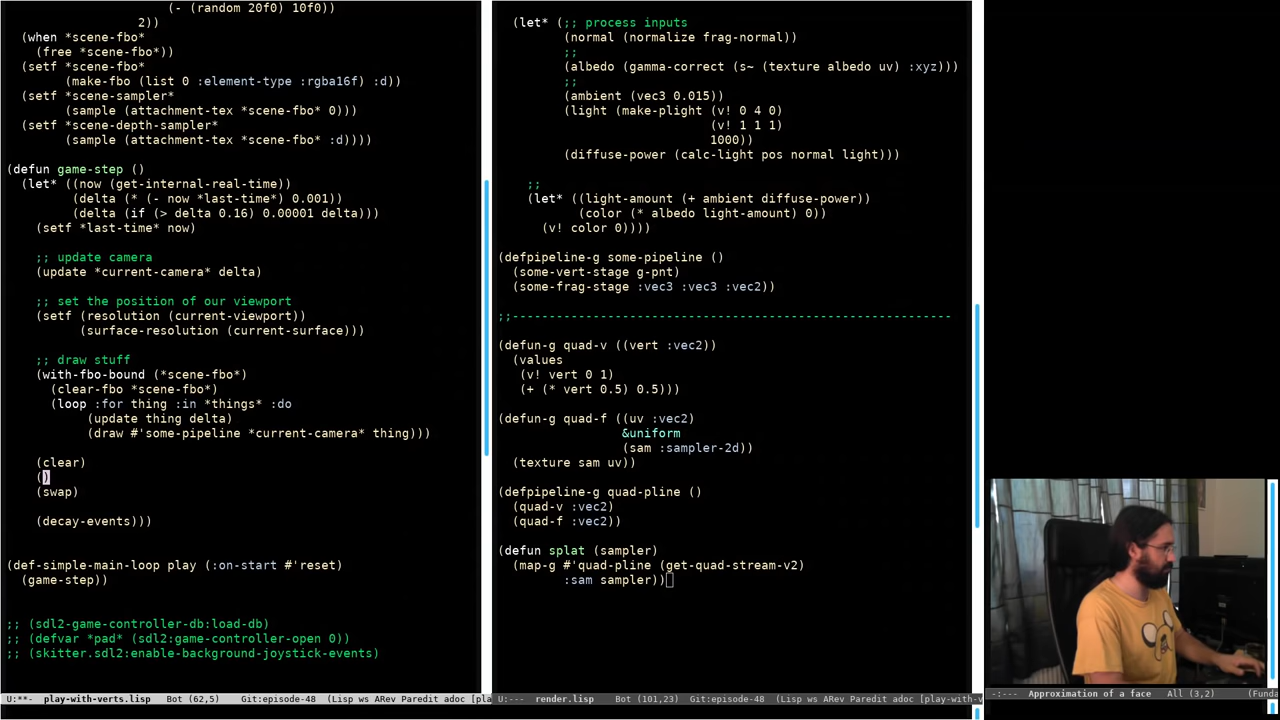 (- (random 20f0) 10f0)
2))
(when *scene-fbo*
(free *scene-fbo*))
(setf *scene-fbo*
(make-fbo (list 0 :element-type :rgba16f) :d))
(setf *scene-sampler*
(sample (attachment-tex *scene-fbo* 0)))
(setf *scene-depth-sampler*
(sample (attachment-tex *scene-fbo* :d))))
(defun game-step ()
(let* ((now (get-internal-real-time))
(delta (* (- now *last-time*) 0.001))
(delta (if (> delta 0.16) 0.00001 delta)))
(setf *last-time* now)
;; update camera
(update *current-camera* delta)
;; set the position of our viewport
(setf (resolution (current-viewport))
(surface-resolution (current-surface)))
;; draw stuff
(with-fbo-bound (*scene-fbo*)
(clear-fbo *scene-fbo*)
(loop :for thing :in *things* :do
(update thing delta)
(draw #'some-pipeline *current-camera* thing)))
(clear)
()
(swap)
(decay-events)))
(def-simple-main-loop play (:on-start #'reset)
(game-step))
;; (sdl2-game-controller-db:load-db)
;; (defvar *pad* (sdl2:game-controller-open 0))
;; (skitter.sdl2:enable-background-joystick-events)
U:**- play-with-verts.lisp Bot (62,5) Git:episode-48 (Lisp ws ARev Paredit adoc [pla
(let* (;; process inputs
(normal (normalize frag-normal))
;;
(albedo (gamma-correct (s~ (texture albedo uv) :xyz)))
;;
(ambient (vec3 0.015))
(light (make-plight (v! 0 4 0)
(v! 1 1 1)
1000))
(diffuse-power (calc-light pos normal light)))
;;
(let* ((light-amount (+ ambient diffuse-power))
(color (* albedo light-amount) 0))
(v! color 0))))
(defpipeline-g some-pipeline ()
(some-vert-stage g-pnt)
(some-frag-stage :vec3 :vec3 :vec2))
;;------------------------------------------------------------
(defun-g quad-v ((vert :vec2))
(values
(v! vert 0 1)
(+ (* vert 0.5) 0.5)))
(defun-g quad-f ((uv :vec2)
&uniform
(sam :sampler-2d))
(texture sam uv))
(defpipeline-g quad-pline ()
(quad-v :vec2)
(quad-f :vec2))
(defun splat (sampler)
(map-g #'quad-pline (get-quad-stream-v2)
:sam sampler))
U:--- render.lisp Bot (101,23) Git:episode-48 (Lisp ws ARev Paredit adoc [play-with-v
-:--- Approximation of a face All (3,2) (Funda